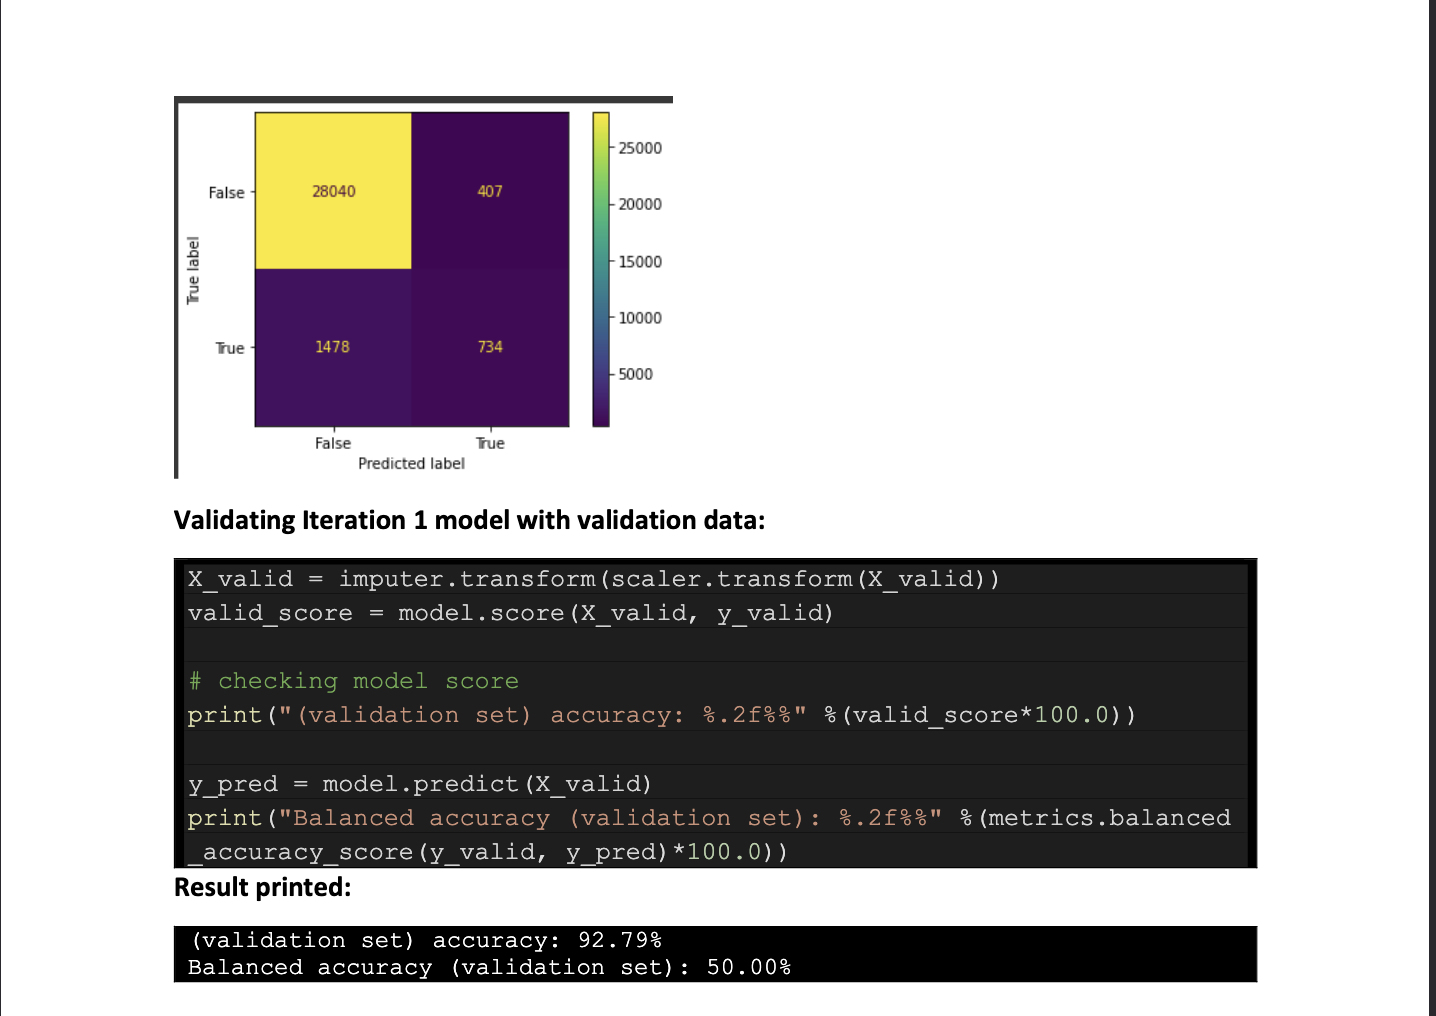 25000
False
28040
407
20000
True label
15000
10000
True
1478
734
5000
False
True
Predicted label
Validating Iteration 1 model with validation data:
X_valid = imputer.transform(scaler.transform(X_valid))
valid_score = model.score(X_valid, y_valid)
# checking model score
print("(validation set) accuracy: %.2f%%" %(valid_score*100.0))
y_pred = model.predict(X_valid)
print("Balanced accuracy (validation set): %.2f%%" %(metrics.balanced
_accuracy_score(y_valid, y_pred)*100.0))
Result printed:
(validation set) accuracy: 92.79%
Balanced accuracy (validation set): 50.00%